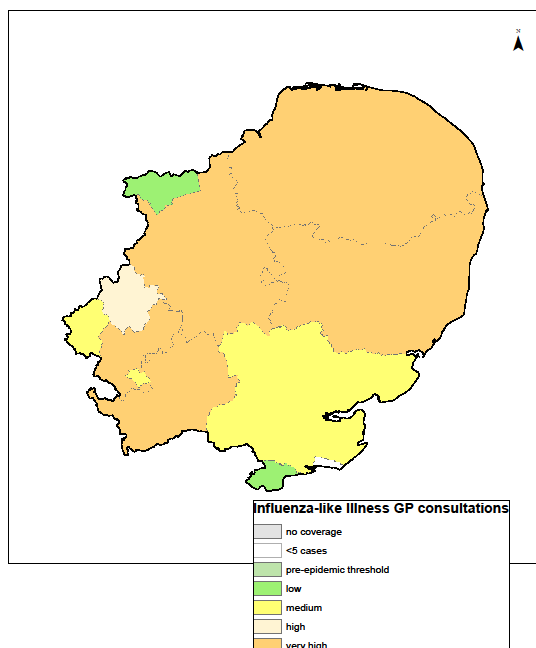 N
Influenza-like Illness GP consultations
no coverage
<5 cases
pre-epidemic threshold
low
medium
high
very high